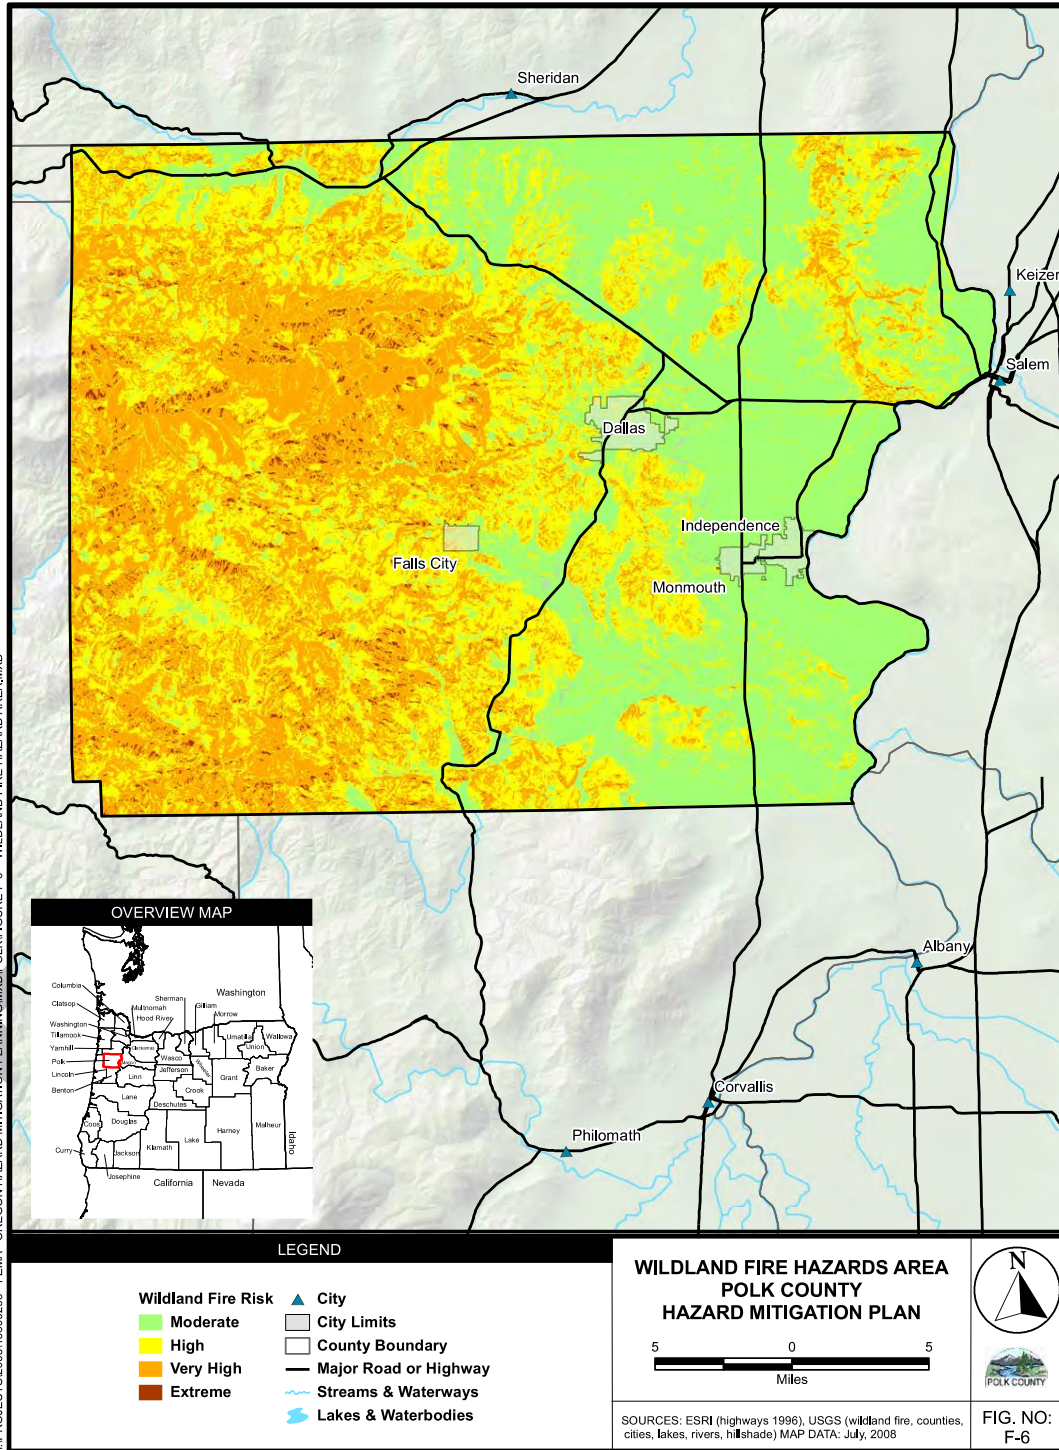 Sheridan
Keizer
Salem
Dallas
Independence
Falls City
Monmouth
Albany
Corvallis
Philomath
OVERVIEW MAP
Washington
Columbia
Clatsop
Sherman
Gilliam
Multnomah
Morrow
Hood River
Washington
Tillamook
Umatilla
Wallowa
Clackamas
Union
Yamhill
Wasco
Polk
Marion
Wheeler
Baker
Jefferson
Lincoln
Linn
Grant
Benton
Crook
Lane
Deschutes
Coos
Douglas
Malheur
Harney
Lake
Klamath
Curry
Jackson
Idaho
Josephine
California
Nevada
LEGEND
Wildland Fire Risk
Moderate
High
Very High
Extreme
City
City Limits
County Boundary
Major Road or Highway
Streams & Waterways
Lakes & Waterbodies
WILDLAND FIRE HAZARDS AREA
POLK COUNTY
HAZARD MITIGATION PLAN
5 0 5
Miles
SOURCES: ESRI (highways 1996), USGS (wildland fire, counties,
cities, lakes, rivers, hillshade) MAP DATA: July, 2008
N
POLK COUNTY
FIG. NO:
F-6